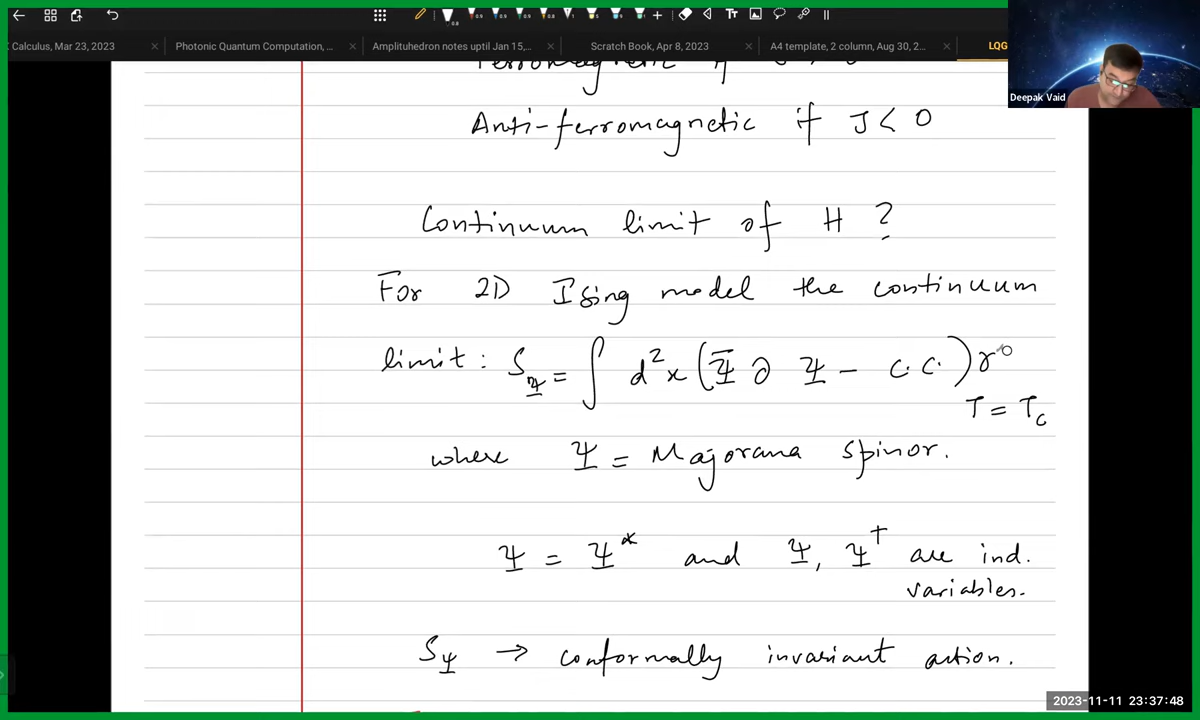 Calculus, Mar 23, 2023
Photonic Quantum Computation, ...
Amplituhedron notes uptil Jan 15,...
Scratch Book, Apr 8, 2023
A4 template, 2 column, Aug 30, 2...
LQG
Deepak Vaid
Ferromagnetic if
Anti-ferromagnetic if J < 0
Continuum limit of H ?
For 2D Ising model the continuum
limit : S_Ψ = ∫ d²x (Ψ̄ ∂ Ψ - c.c.) γ⁰
T = T_c
where Ψ = Majorana spinor.
Ψ = Ψ* and Ψ, Ψ† are ind.
variables.
S_Ψ → conformally invariant action.
2023-11-11 23:37:48